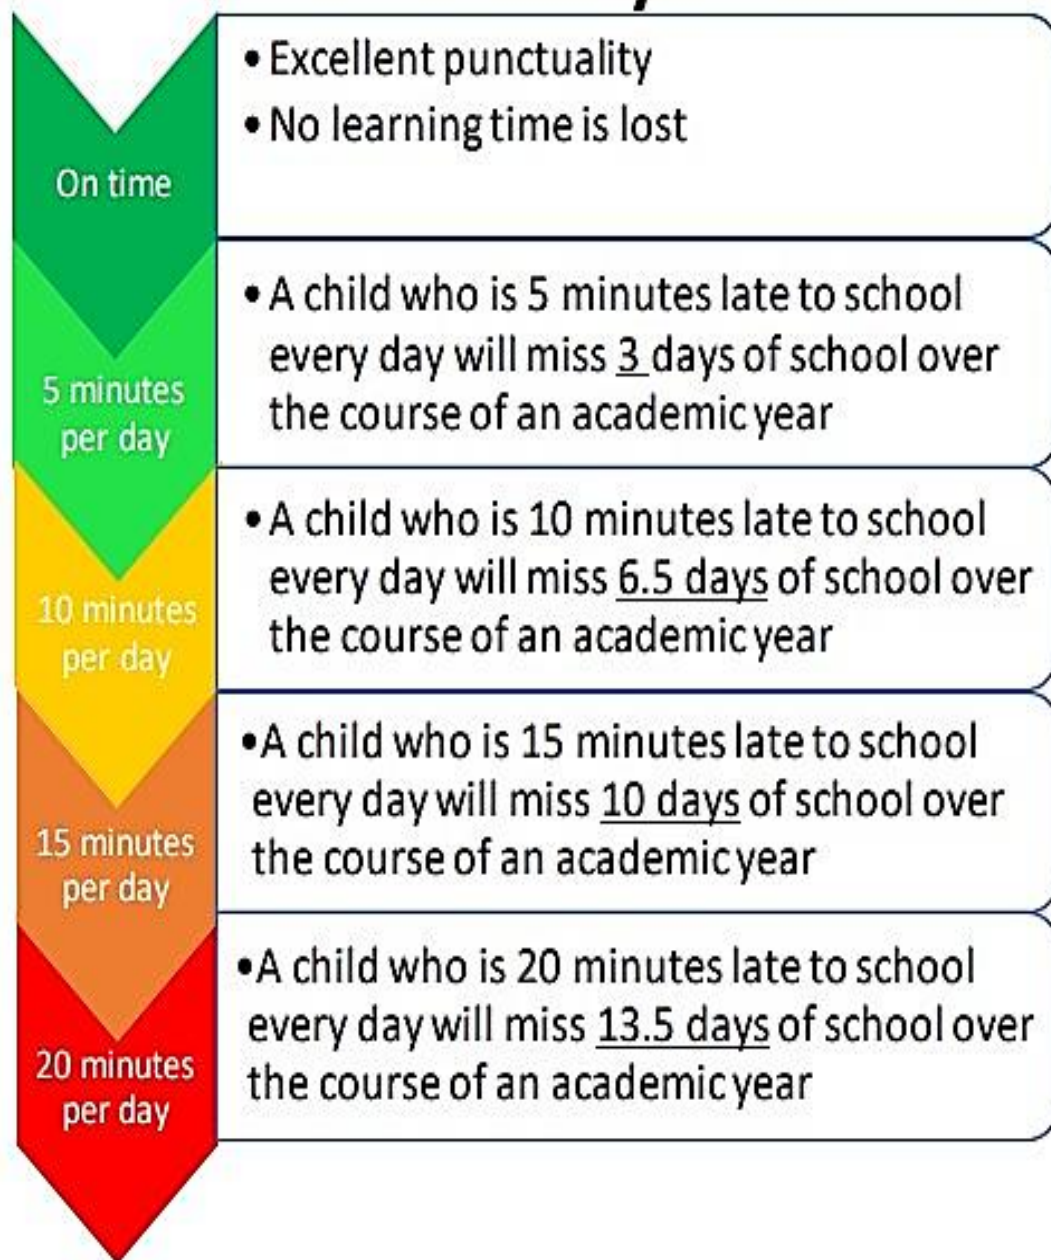 On time
• Excellent punctuality
• No learning time is lost
5 minutes
per day
• A child who is 5 minutes late to school
every day will miss 3 days of school over
the course of an academic year
10 minutes
per day
• A child who is 10 minutes late to school
every day will miss 6.5 days of school over
the course of an academic year
15 minutes
per day
•A child who is 15 minutes late to school
every day will miss 10 days of school over
the course of an academic year
20 minutes
per day
•A child who is 20 minutes late to school
every day will miss 13.5 days of school over
the course of an academic year